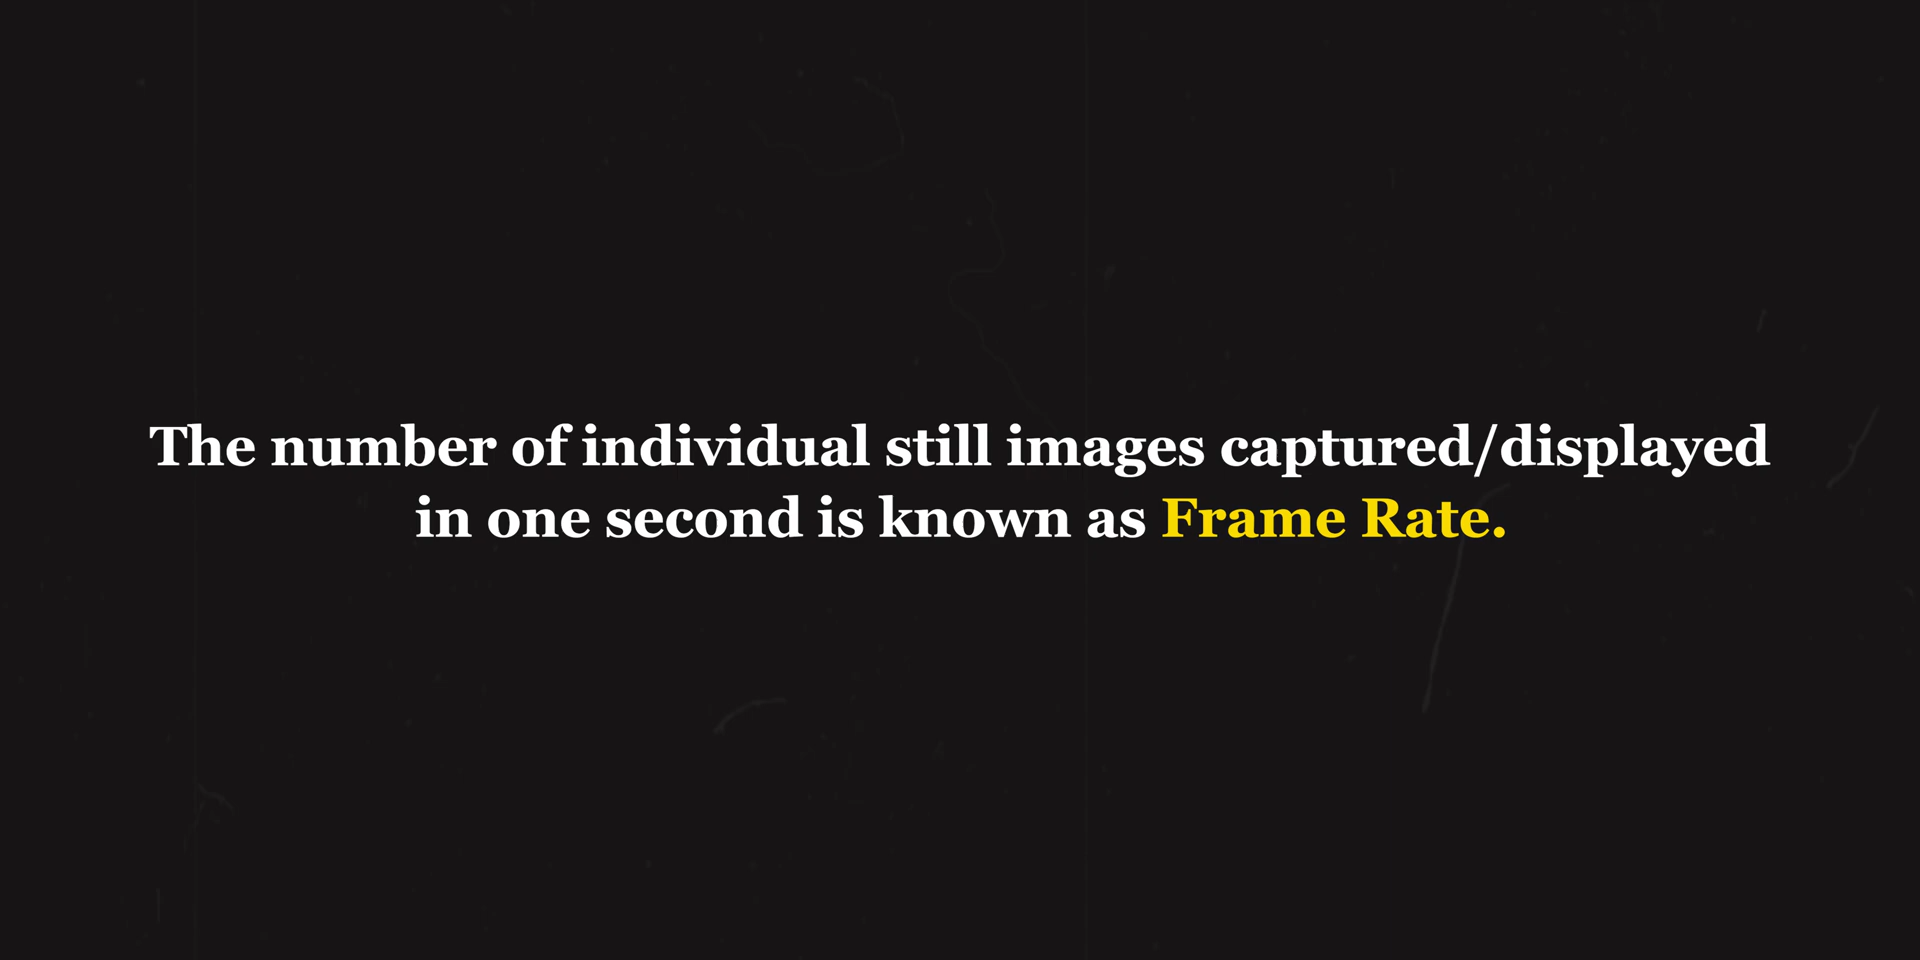 The number of individual still images captured/displayed
in one second is known as Frame Rate.